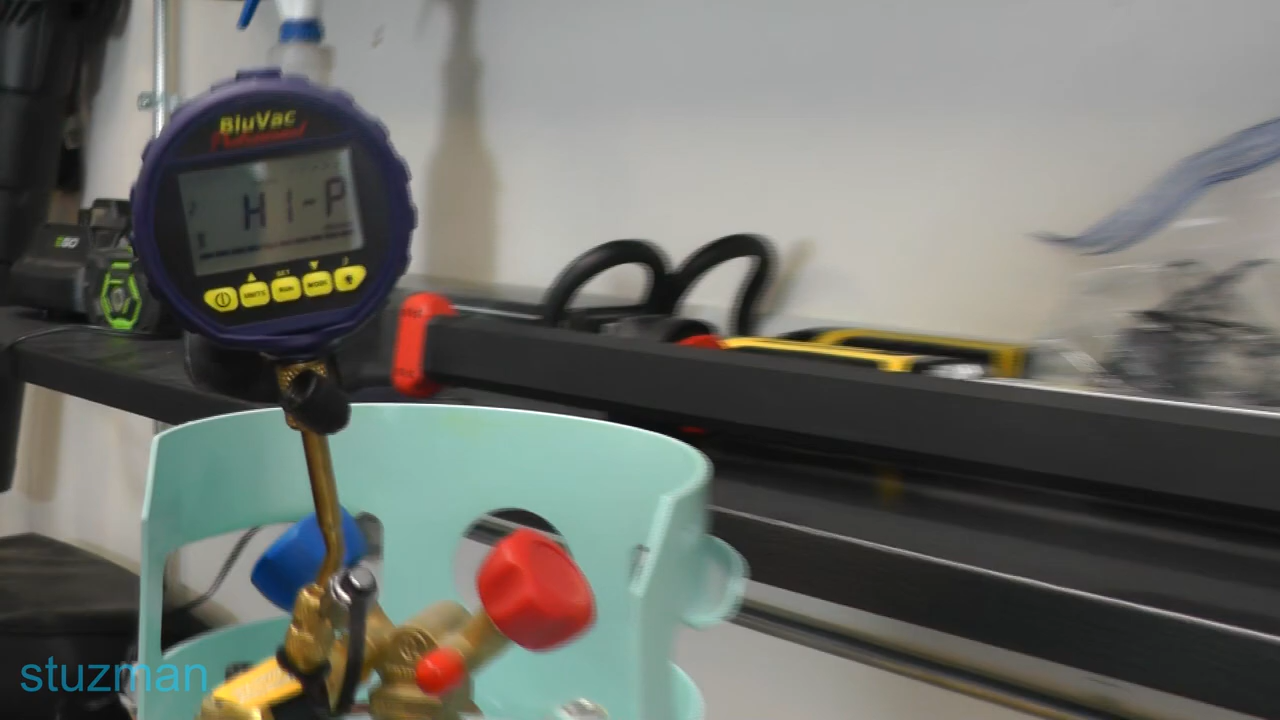 BluVac
Professional
HI-P
SET
UNITS
RUN
MODE
EGO
stuzman